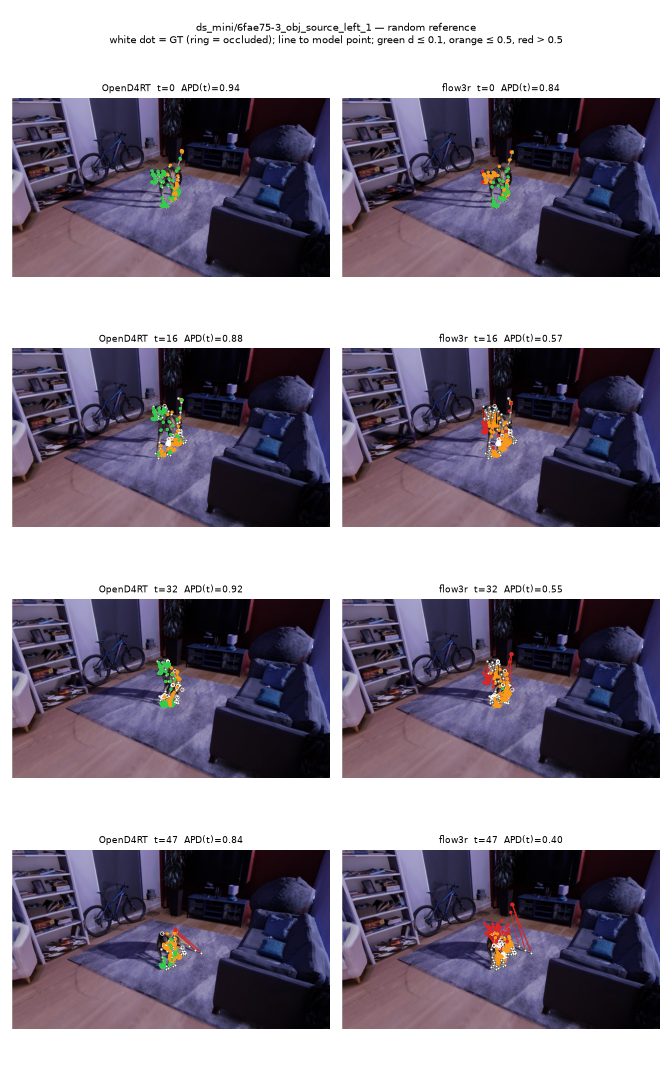 ds_mini/6fae75-3_obj_source_left_1 — random reference
white dot = GT (ring = occluded); line to model point; green d ≤ 0.1, orange ≤ 0.5, red > 0.5
OpenD4RT  t=0  APD(t)=0.94
flow3r  t=0  APD(t)=0.84
OpenD4RT  t=16  APD(t)=0.88
flow3r  t=16  APD(t)=0.57
OpenD4RT  t=32  APD(t)=0.92
flow3r  t=32  APD(t)=0.55
OpenD4RT  t=47  APD(t)=0.84
flow3r  t=47  APD(t)=0.40